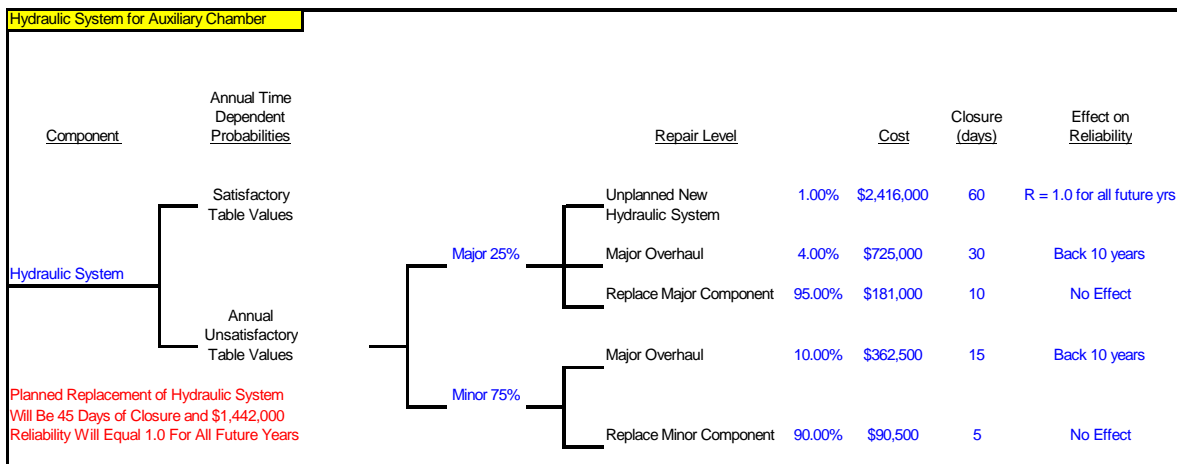 Hydraulic System for Auxiliary Chamber
Annual Time
Dependent
Probabilities
Component
Repair Level
Cost
Closure
(days)
Effect on
Reliability
Satisfactory
Table Values
Unplanned New
Hydraulic System
1.00% $2,416,000 60 R = 1.0 for all future yrs
Major 25%
Major Overhaul 4.00% $725,000 30 Back 10 years
Hydraulic System
Replace Major Component 95.00% $181,000 10 No Effect
Annual
Unsatisfactory
Table Values
Major Overhaul 10.00% $362,500 15 Back 10 years
Minor 75%
Planned Replacement of Hydraulic System
Will Be 45 Days of Closure and $1,442,000
Reliability Will Equal 1.0 For All Future Years
Replace Minor Component 90.00% $90,500 5 No Effect